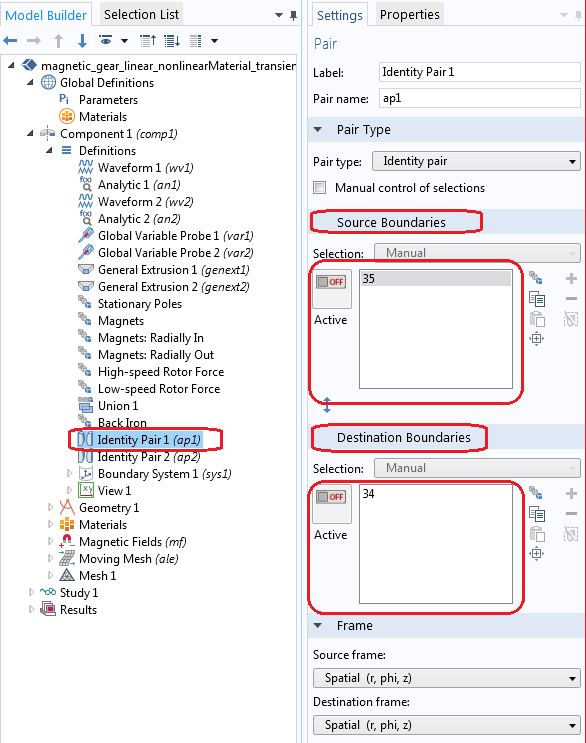 Model Builder
Selection List
magnetic_gear_linear_nonlinearMaterial_transien
Global Definitions
Pi Parameters
Materials
Component 1 (comp1)
Definitions
Waveform 1 (wv1)
f(x) Analytic 1 (an1)
Waveform 2 (wv2)
f(x) Analytic 2 (an2)
Global Variable Probe 1 (var1)
Global Variable Probe 2 (var2)
General Extrusion 1 (genext1)
General Extrusion 2 (genext2)
Stationary Poles
Magnets
Magnets: Radially In
Magnets: Radially Out
High-speed Rotor Force
Low-speed Rotor Force
Union 1
Back Iron
Identity Pair 1 (ap1)
Identity Pair 2 (ap2)
Boundary System 1 (sys1)
XY View 1
Geometry 1
Materials
Magnetic Fields (mf)
Moving Mesh (ale)
Mesh 1
Study 1
Results
Settings
Properties
Pair
Label: Identity Pair 1
Pair name: ap1
Pair Type
Pair type: Identity pair
Manual control of selections
Source Boundaries
Selection: Manual
OFF
Active
35
Destination Boundaries
Selection: Manual
OFF
Active
34
Frame
Source frame:
Spatial (r, phi, z)
Destination frame:
Spatial (r, phi, z)